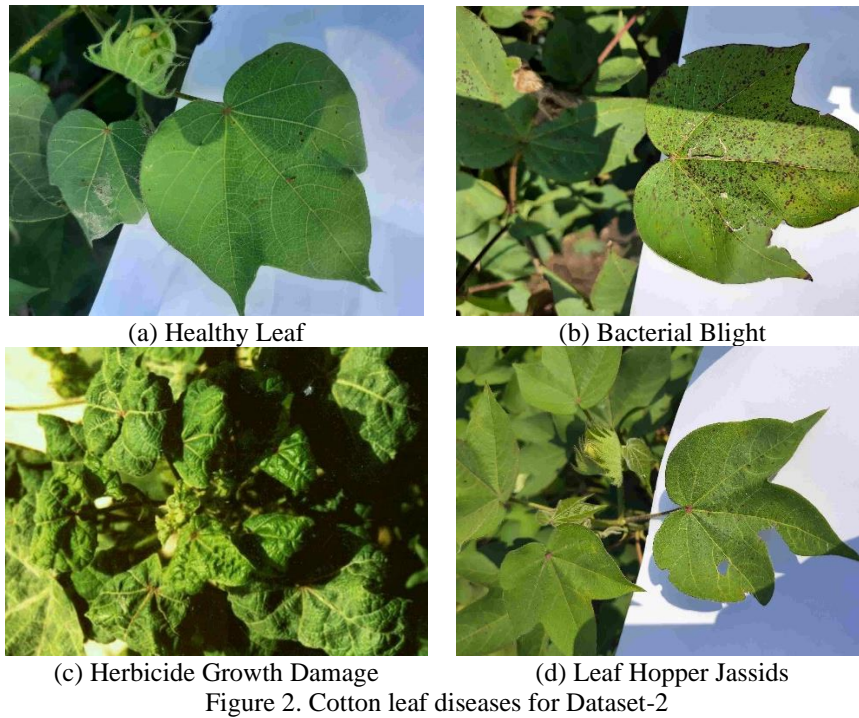 (a) Healthy Leaf
(b) Bacterial Blight
(c) Herbicide Growth Damage
(d) Leaf Hopper Jassids
Figure 2. Cotton leaf diseases for Dataset-2